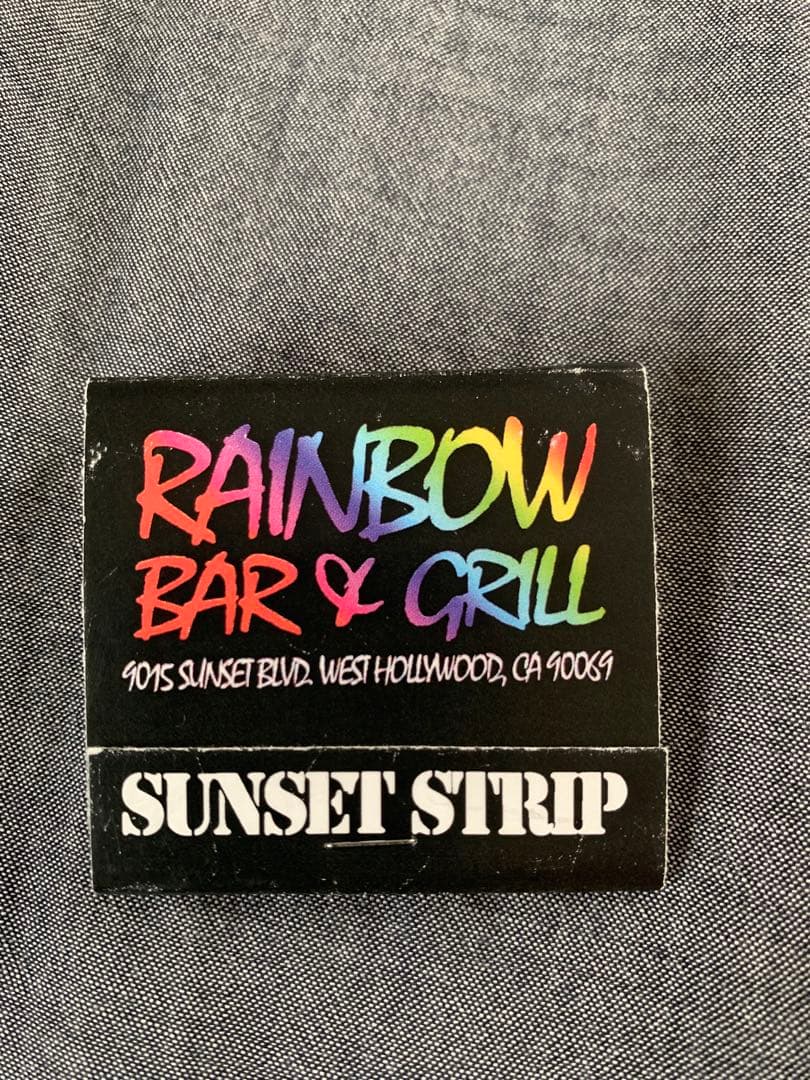 RAINBOW
BAR & GRILL
9015 SUNSET BLVD. WEST HOLLYWOOD, CA 90069
SUNSET STRIP